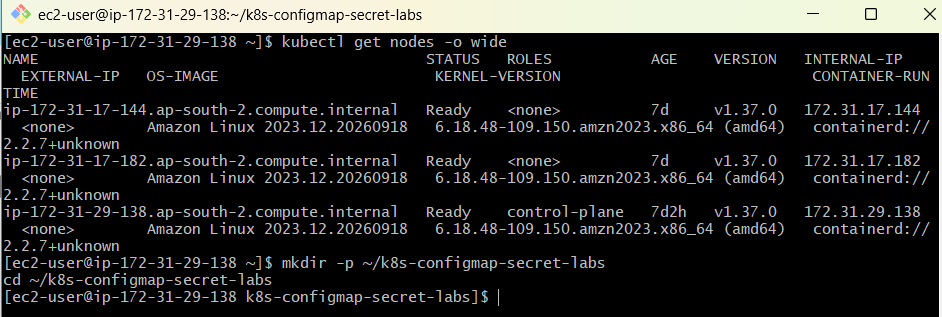 ec2-user@ip-172-31-29-138:~/k8s-configmap-secret-labs
[ec2-user@ip-172-31-29-138 ~]$ kubectl get nodes -o wide
NAME                                          STATUS   ROLES           AGE    VERSION   INTERNAL-IP
  EXTERNAL-IP   OS-IMAGE                       KERNEL-VERSION                            CONTAINER-RUN
TIME
ip-172-31-17-144.ap-south-2.compute.internal   Ready    <none>          7d     v1.37.0   172.31.17.144
  <none>        Amazon Linux 2023.12.20260918   6.18.48-109.150.amzn2023.x86_64 (amd64)   containerd://
2.2.7+unknown
ip-172-31-17-182.ap-south-2.compute.internal   Ready    <none>          7d     v1.37.0   172.31.17.182
  <none>        Amazon Linux 2023.12.20260918   6.18.48-109.150.amzn2023.x86_64 (amd64)   containerd://
2.2.7+unknown
ip-172-31-29-138.ap-south-2.compute.internal   Ready    control-plane   7d2h   v1.37.0   172.31.29.138
  <none>        Amazon Linux 2023.12.20260918   6.18.48-109.150.amzn2023.x86_64 (amd64)   containerd://
2.2.7+unknown
[ec2-user@ip-172-31-29-138 ~]$ mkdir -p ~/k8s-configmap-secret-labs
cd ~/k8s-configmap-secret-labs
[ec2-user@ip-172-31-29-138 k8s-configmap-secret-labs]$